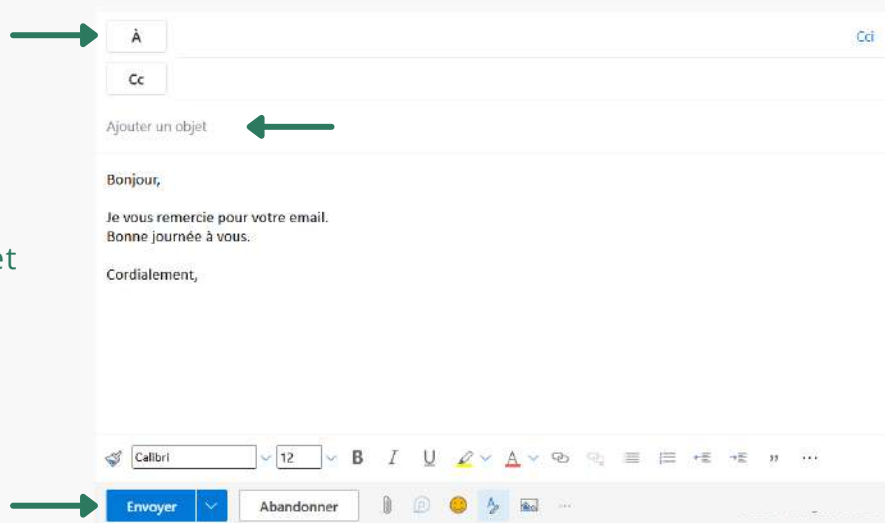 À
Cci
Cc
Ajouter un objet
Bonjour,
Je vous remercie pour votre email.
Bonne journée à vous.
et
Cordialement,
Calibri 12 B I U A
Envoyer Abandonner